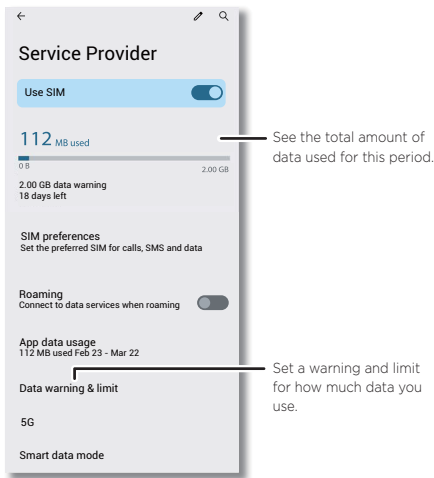 Service Provider
Use SIM
112 MB used
0 B
2.00 GB
2.00 GB data warning
18 days left
SIM preferences
Set the preferred SIM for calls, SMS and data
Roaming
Connect to data services when roaming
App data usage
112 MB used Feb 23 - Mar 22
Data warning & limit
5G
Smart data mode
See the total amount of
data used for this period.
Set a warning and limit
for how much data you
use.